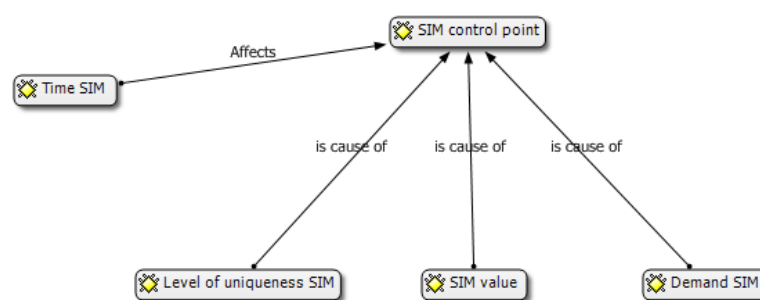 SIM control point
Affects
Time SIM
is cause of
is cause of
is cause of
Level of uniqueness SIM
SIM value
Demand SIM